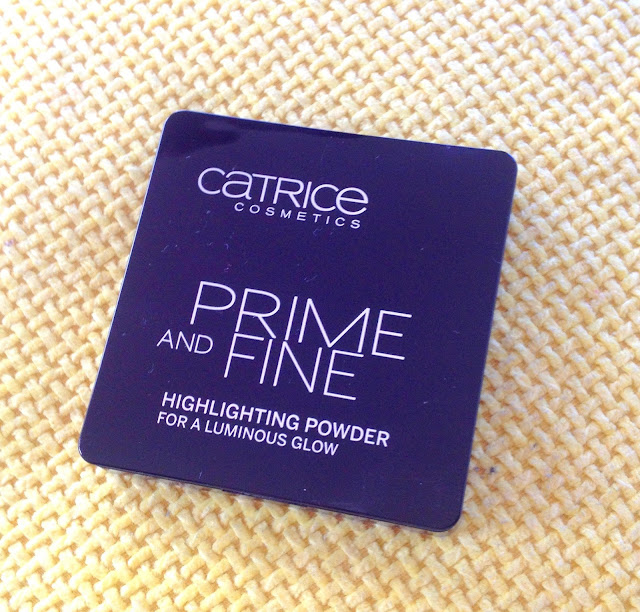 CATRICE
COSMETICS
PRIME
AND FINE
HIGHLIGHTING POWDER
FOR A LUMINOUS GLOW